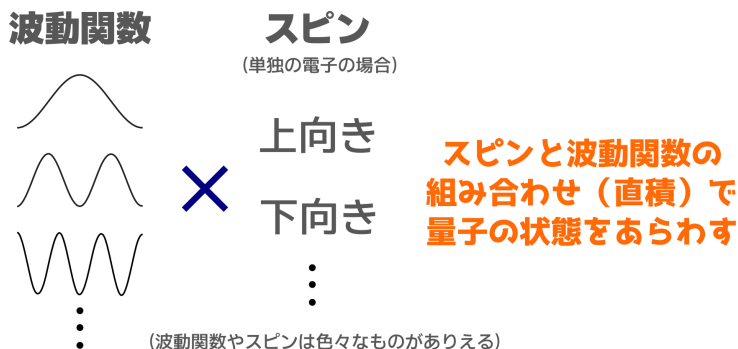 波動関数
スピン
(単独の電子の場合)
上向き
下向き
スピンと波動関数の
組み合わせ（直積）で
量子の状態をあらわす
(波動関数やスピンは色々なものがありえる)